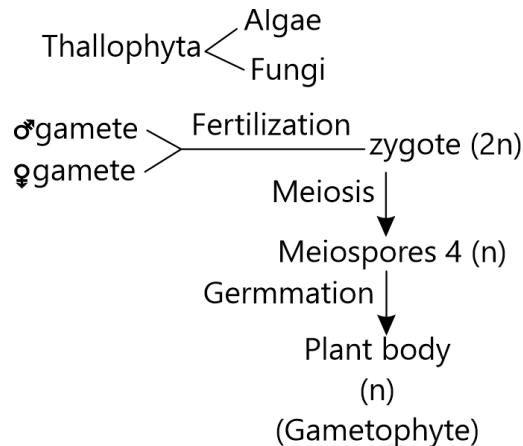 Algae
Thallophyta
Fungi
♂gamete
Fertilization
zygote (2n)
♀gamete
Meiosis
Meiospores 4 (n)
Germmation
Plant body
(n)
(Gametophyte)